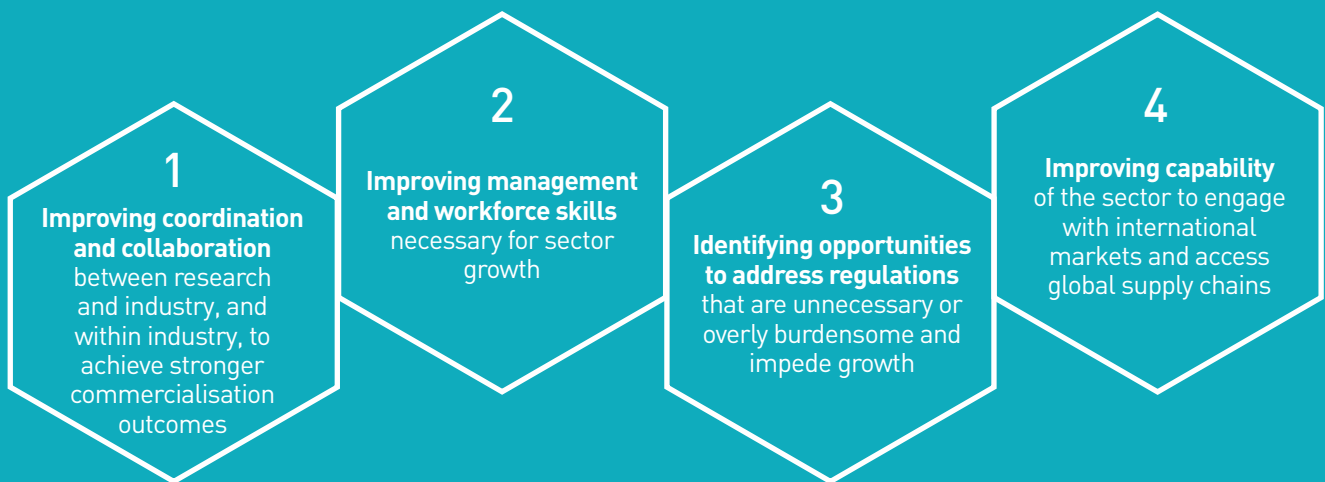 1
Improving coordination
and collaboration
between research
and industry, and
within industry, to
achieve stronger
commercialisation
outcomes
2
Improving management
and workforce skills
necessary for sector
growth
3
Identifying opportunities
to address regulations
that are unnecessary or
overly burdensome and
impede growth
4
Improving capability
of the sector to engage
with international
markets and access
global supply chains